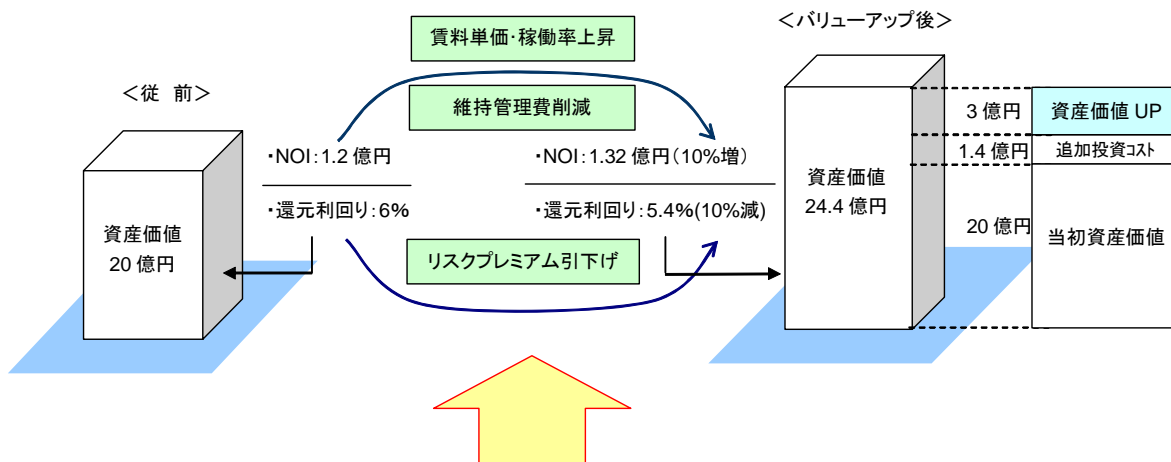 ＜バリューアップ後＞
賃料単価・稼働率上昇
＜従 前＞
維持管理費削減
3 億円
資産価値 UP
1.4 億円
追加投資ｺｽﾄ
・NOI：1.2 億円
・NOI：1.32 億円（10%増）
資産価値
24.4 億円
・還元利回り：6%
・還元利回り：5.4%(10%減)
20 億円
当初資産価値
資産価値
20 億円
リスクプレミアム引下げ